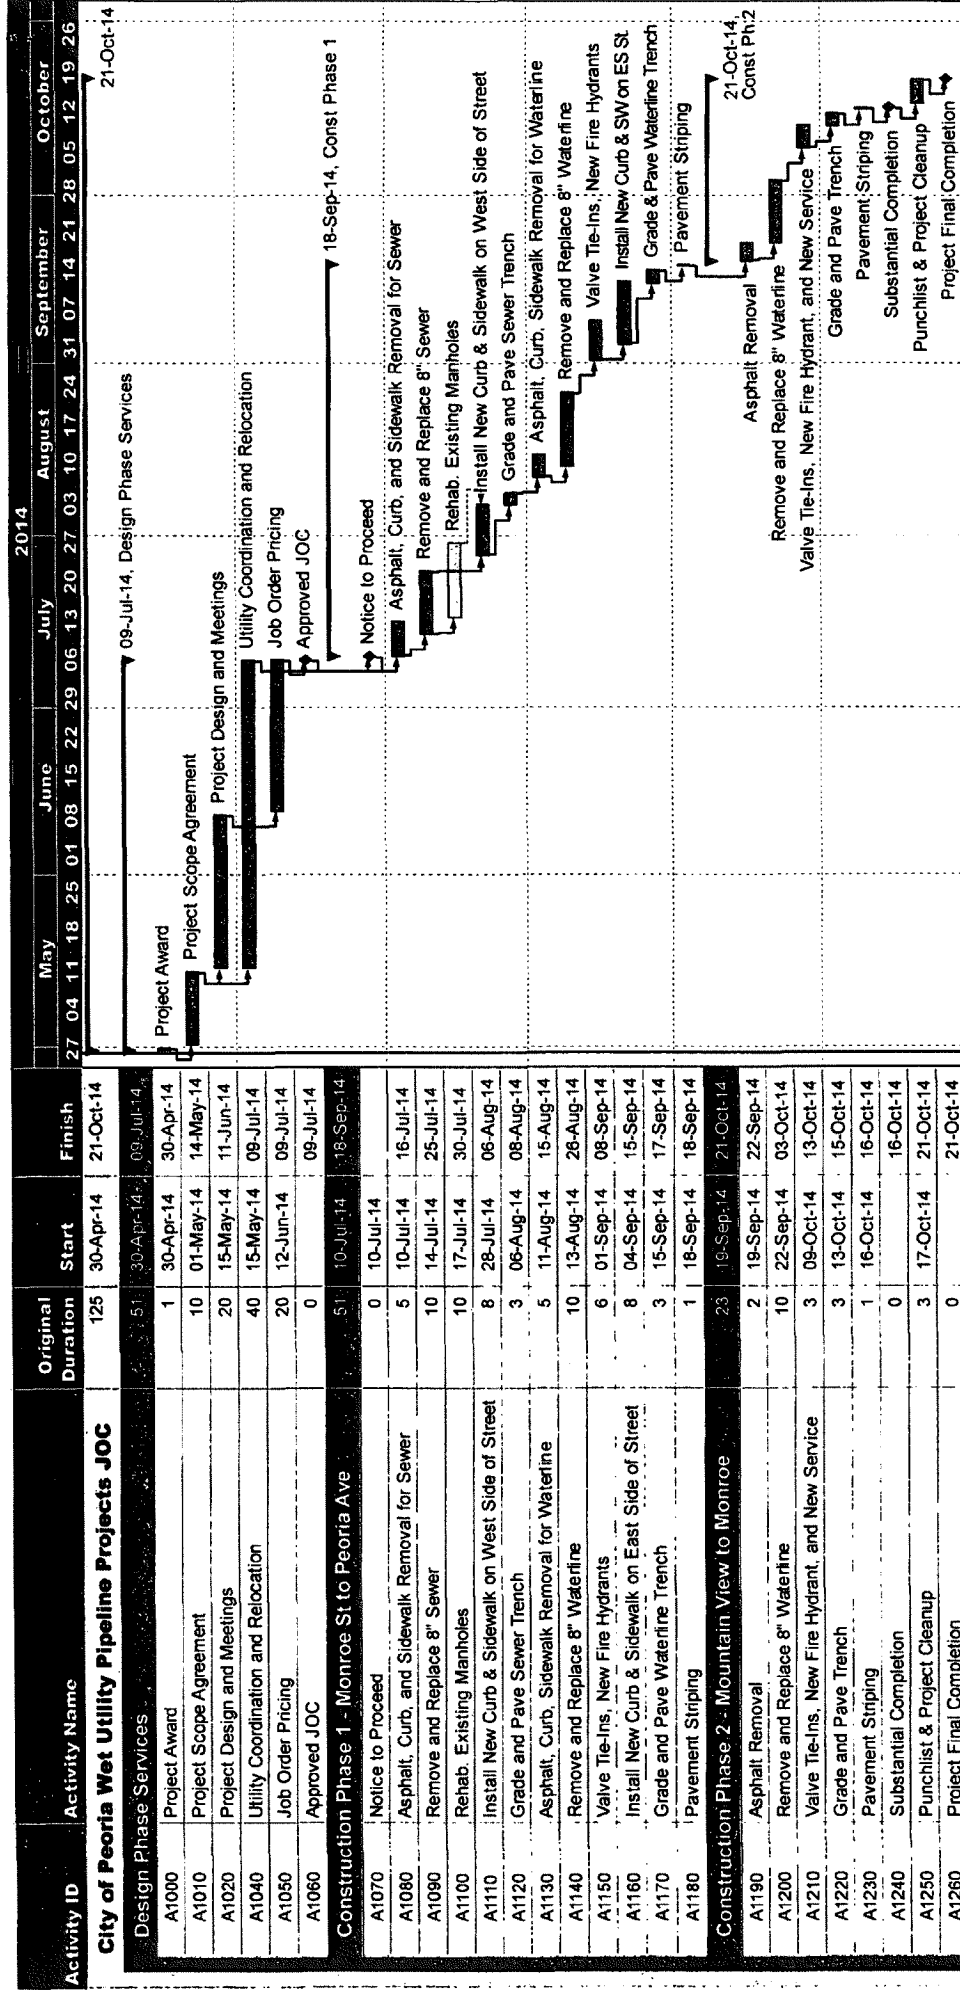 Activity ID Activity Name Original Duration Start Finish
2014
May June July August September October
27 04 11 18 25 01 08 15 22 29 06 13 20 27 03 10 17 24 31 07 14 21 28 05 12 19 26
City of Peoria Wet Utility Pipeline Projects JOC 125 30-Apr-14 21-Oct-14
21-Oct-14
Design Phase Services 51 30-Apr-14 09-Jul-14
09-Jul-14, Design Phase Services
A1000 Project Award 1 30-Apr-14 30-Apr-14
Project Award
A1010 Project Scope Agreement 10 01-May-14 14-May-14
Project Scope Agreement
A1020 Project Design and Meetings 20 15-May-14 11-Jun-14
Project Design and Meetings
A1040 Utility Coordination and Relocation 40 15-May-14 09-Jul-14
Utility Coordination and Relocation
A1050 Job Order Pricing 20 12-Jun-14 09-Jul-14
Job Order Pricing
A1060 Approved JOC 0 09-Jul-14
Approved JOC
Construction Phase 1 - Monroe St to Peoria Ave 51 10-Jul-14 18-Sep-14
18-Sep-14, Const Phase 1
A1070 Notice to Proceed 0 10-Jul-14
Notice to Proceed
A1080 Asphalt, Curb, and Sidewalk Removal for Sewer 5 10-Jul-14 16-Jul-14
Asphalt, Curb, and Sidewalk Removal for Sewer
A1090 Remove and Replace 8" Sewer 10 14-Jul-14 25-Jul-14
Remove and Replace 8" Sewer
A1100 Rehab. Existing Manholes 10 17-Jul-14 30-Jul-14
Rehab. Existing Manholes
A1110 Install New Curb & Sidewalk on West Side of Street 8 28-Jul-14 06-Aug-14
Install New Curb & Sidewalk on West Side of Street
A1120 Grade and Pave Sewer Trench 3 06-Aug-14 08-Aug-14
Grade and Pave Sewer Trench
A1130 Asphalt, Curb, Sidewalk Removal for Waterline 5 11-Aug-14 15-Aug-14
Asphalt, Curb, Sidewalk Removal for Waterline
A1140 Remove and Replace 8" Waterline 10 13-Aug-14 26-Aug-14
Remove and Replace 8" Waterline
A1150 Valve Tie-Ins, New Fire Hydrants 6 01-Sep-14 08-Sep-14
Valve Tie-Ins, New Fire Hydrants
A1160 Install New Curb & Sidewalk on East Side of Street 8 04-Sep-14 15-Sep-14
Install New Curb & SW on ES St.
A1170 Grade and Pave Waterline Trench 3 15-Sep-14 17-Sep-14
Grade & Pave Waterline Trench
A1180 Pavement Striping 1 18-Sep-14 18-Sep-14
Pavement Striping
Construction Phase 2 - Mountain View to Monroe 23 19-Sep-14 21-Oct-14
21-Oct-14, Const Ph:2
A1190 Asphalt Removal 2 19-Sep-14 22-Sep-14
Asphalt Removal
A1200 Remove and Replace 8" Waterline 10 22-Sep-14 03-Oct-14
Remove and Replace 8" Waterline
A1210 Valve Tie-Ins, New Fire Hydrant, and New Service 3 09-Oct-14 13-Oct-14
Valve Tie-Ins, New Fire Hydrant, and New Service
A1220 Grade and Pave Trench 3 13-Oct-14 15-Oct-14
Grade and Pave Trench
A1230 Pavement Striping 1 16-Oct-14 16-Oct-14
Pavement Striping
A1240 Substantial Completion 0 16-Oct-14
Substantial Completion
A1250 Punchlist & Project Cleanup 3 17-Oct-14 21-Oct-14
Punchlist & Project Cleanup
A1260 Project Final Completion 0 21-Oct-14
Project Final Completion